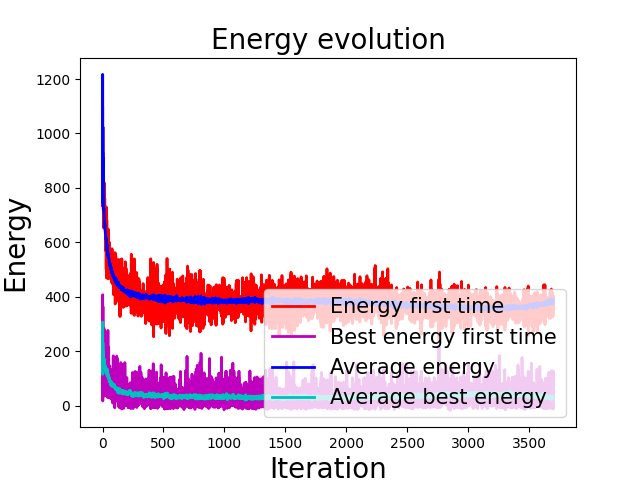 Energy evolution
Energy
1200
1000
800
600
400
200
0
Energy first time
Best energy first time
Average energy
Average best energy
0 500 1000 1500 2000 2500 3000 3500
Iteration